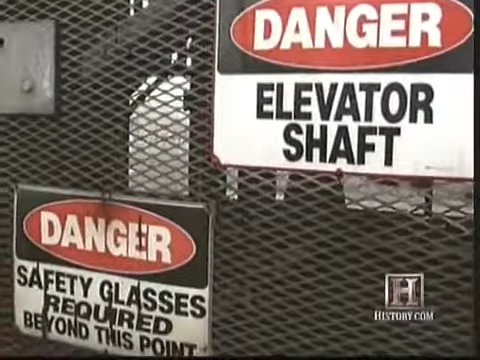 DANGER
ELEVATOR
SHAFT
DANGER
SAFETY GLASSES
REQUIRED
BEYOND THIS POINT
H
HISTORY.COM